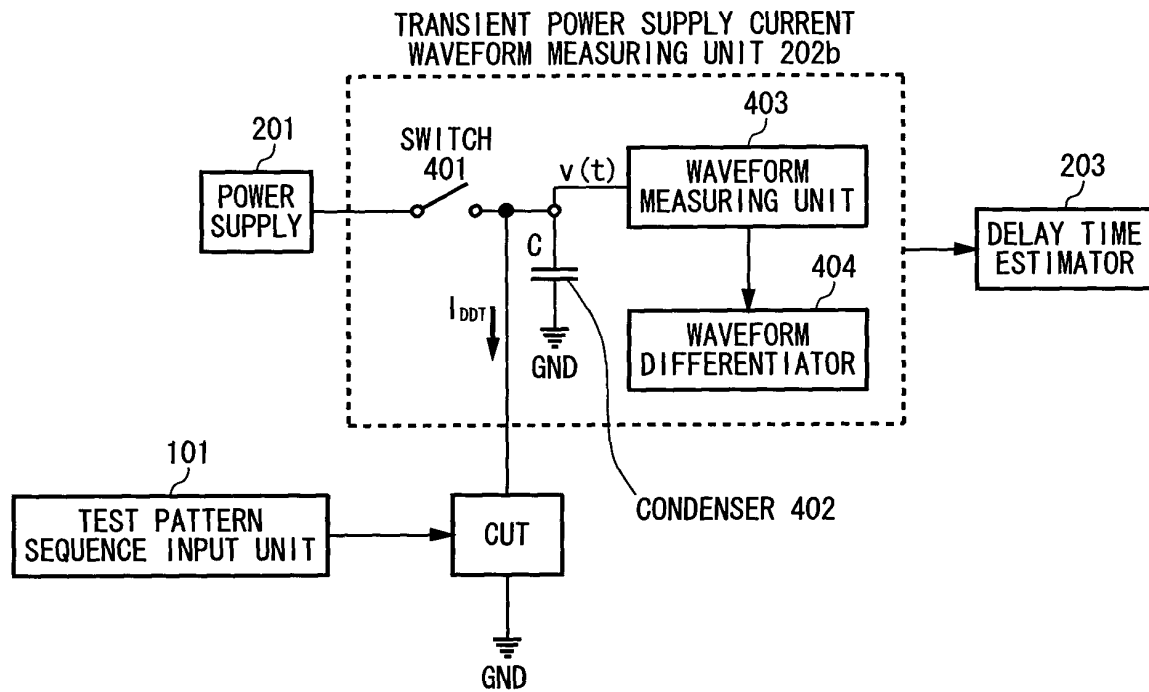 TRANSIENT POWER SUPPLY CURRENT
WAVEFORM MEASURING UNIT 202b
201
POWER
SUPPLY
SWITCH
401
v(t)
403
WAVEFORM
MEASURING UNIT
203
DELAY TIME
ESTIMATOR
C
IDDT
GND
404
WAVEFORM
DIFFERENTIATOR
101
TEST PATTERN
SEQUENCE INPUT UNIT
CUT
CONDENSER 402
GND